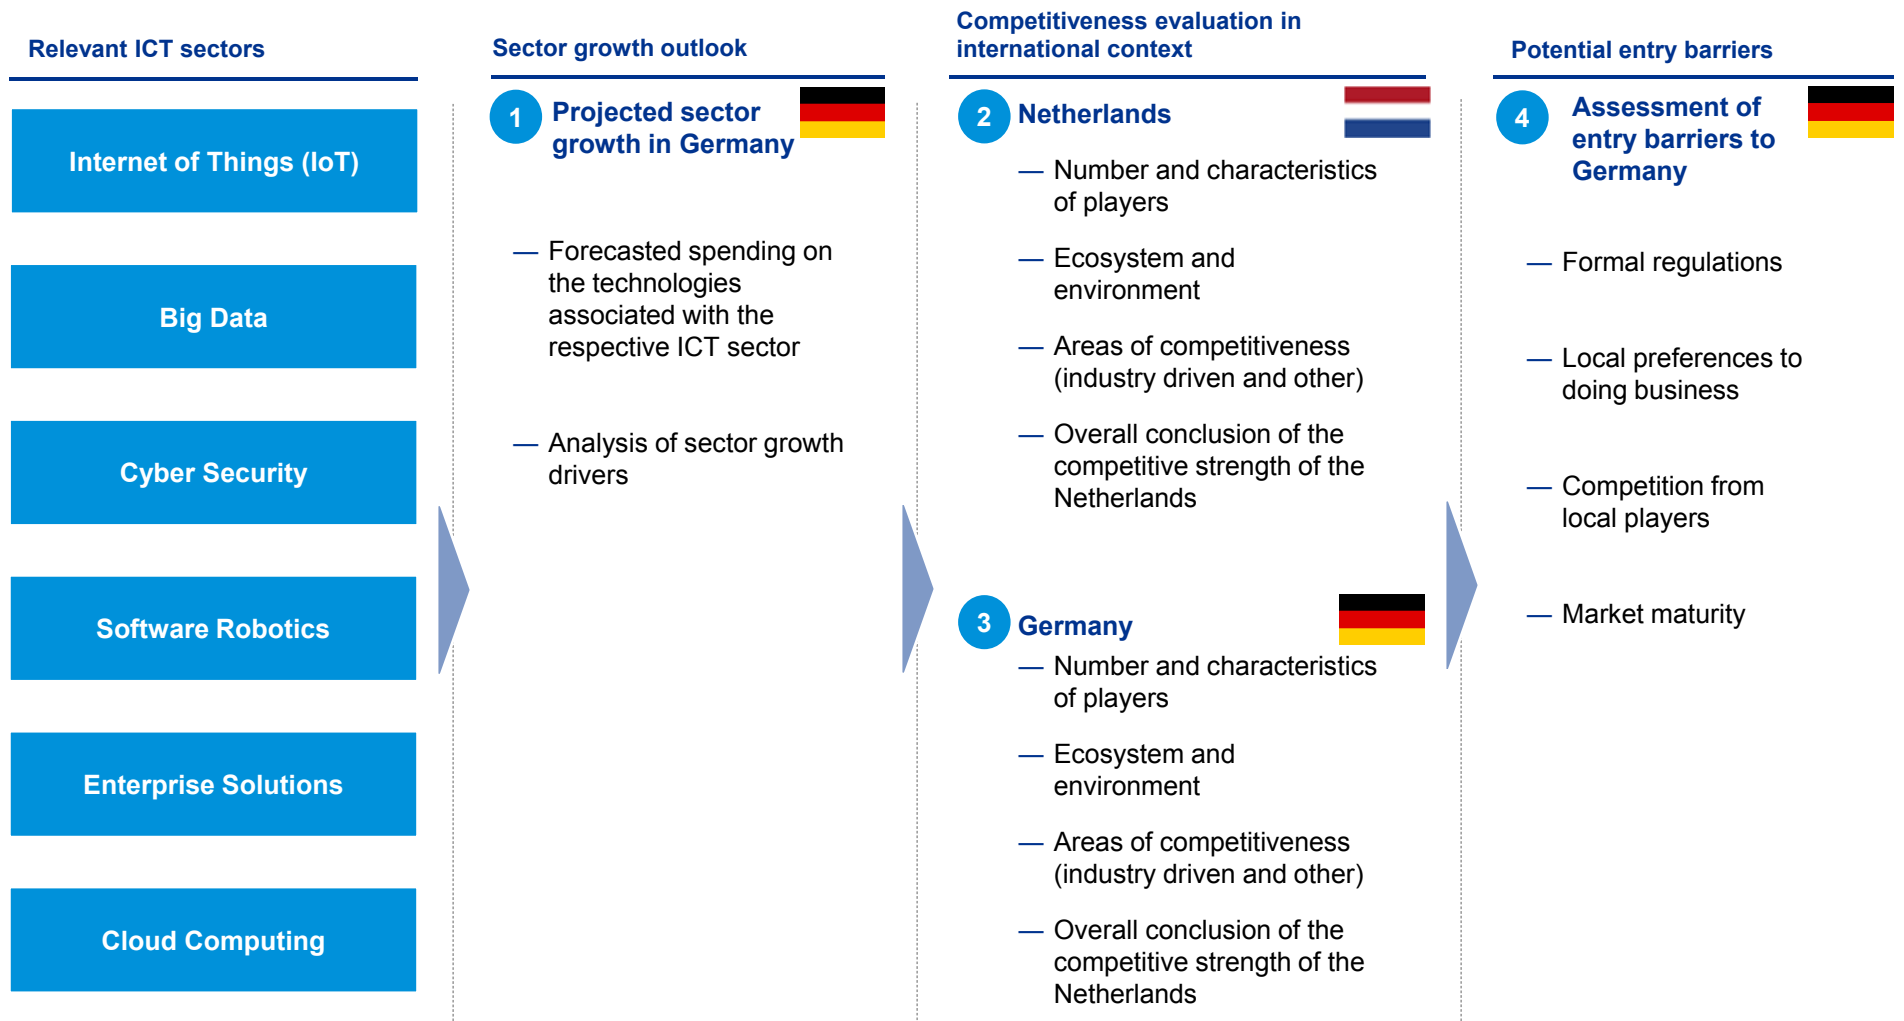 Relevant ICT sectors
Internet of Things (IoT)
Big Data
Cyber Security
Software Robotics
Enterprise Solutions
Cloud Computing
Sector growth outlook
1
Projected sector
growth in Germany
— Forecasted spending on
the technologies
associated with the
respective ICT sector
— Analysis of sector growth
drivers
Competitiveness evaluation in
international context
2
Netherlands
— Number and characteristics
of players
— Ecosystem and
environment
— Areas of competitiveness
(industry driven and other)
— Overall conclusion of the
competitive strength of the
Netherlands
3
Germany
— Number and characteristics
of players
— Ecosystem and
environment
— Areas of competitiveness
(industry driven and other)
— Overall conclusion of the
competitive strength of the
Netherlands
Potential entry barriers
4
Assessment of
entry barriers to
Germany
— Formal regulations
— Local preferences to
doing business
— Competition from
local players
— Market maturity